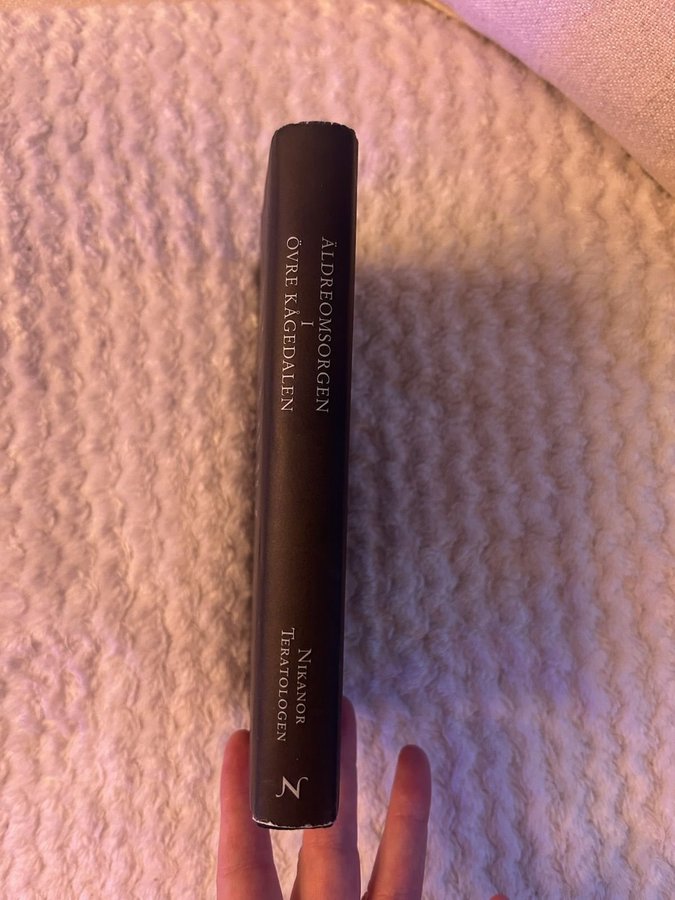 ÄLDREOMSORGEN
I
ÖVRE KÅGEDALEN
NIKANOR
TERATOLOGEN
N